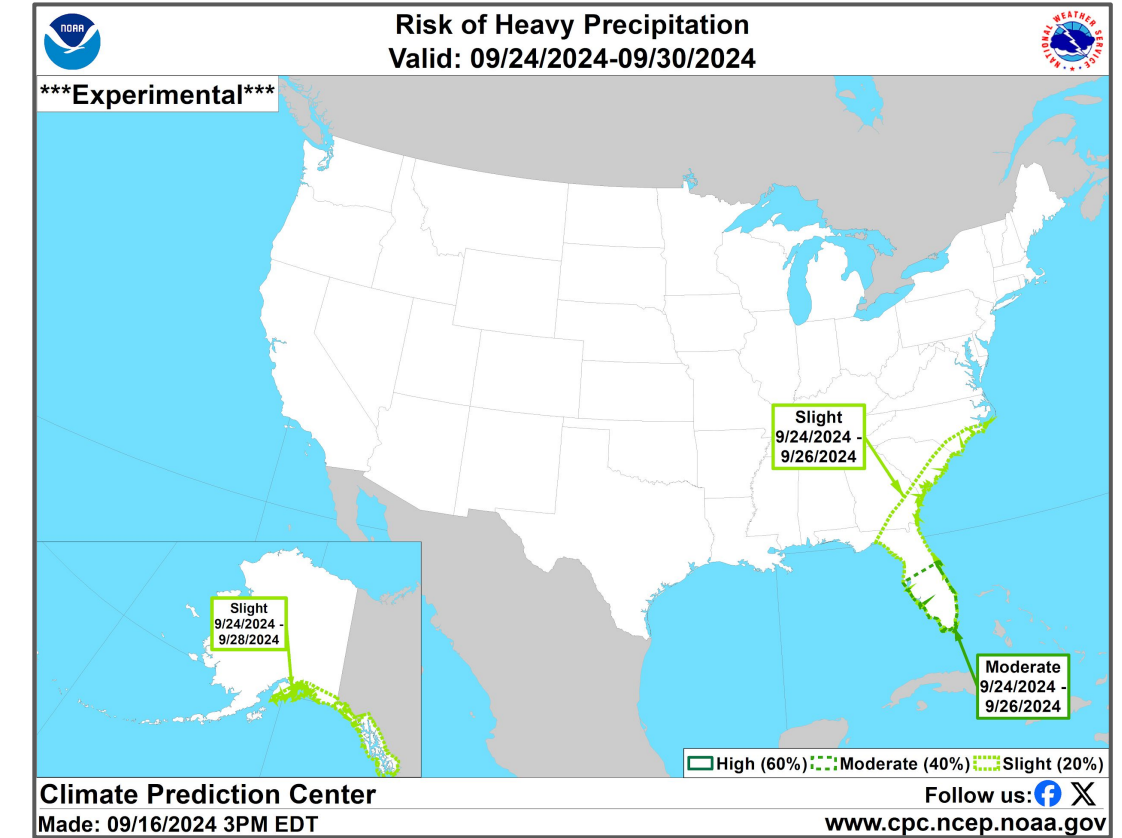 NOAA
Risk of Heavy Precipitation
Valid: 09/24/2024-09/30/2024
NATIONAL WEATHER SERVICE
***Experimental***
Slight
9/24/2024 -
9/26/2024
Slight
9/24/2024 -
9/28/2024
Moderate
9/24/2024 -
9/26/2024
High (60%) Moderate (40%) Slight (20%)
Climate Prediction Center
Follow us:
Made: 09/16/2024 3PM EDT
www.cpc.ncep.noaa.gov